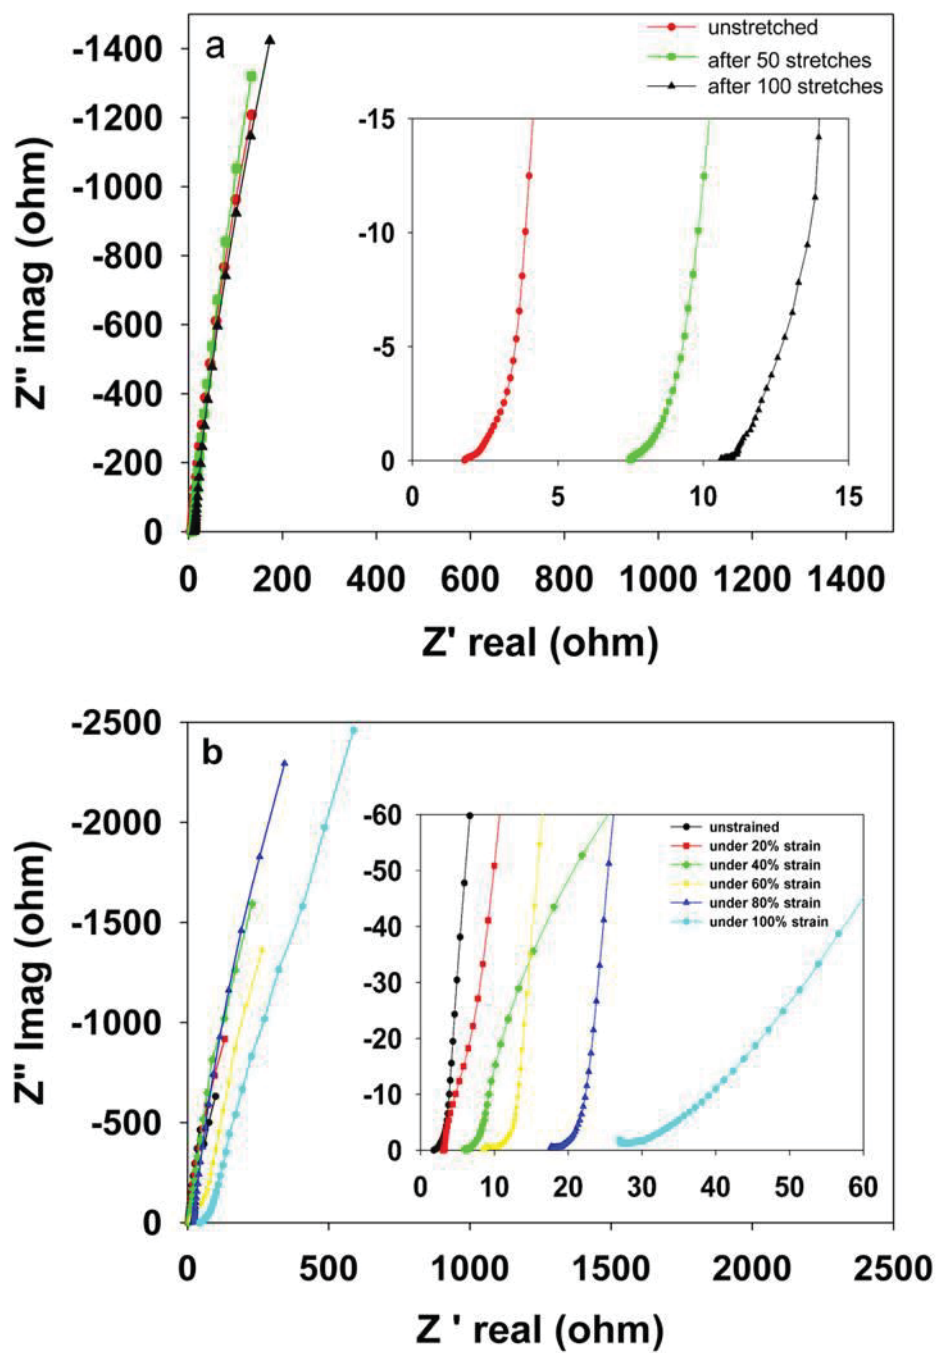 a
unstretched
after 50 stretches
after 100 stretches
-1400
-1200
-1000
-800
-600
-400
-200
0
Z'' imag (ohm)
-15
-10
-5
0
0 5 10 15
0 200 400 600 800 1000 1200 1400
Z' real (ohm)
b
-2500
-2000
-1500
-1000
-500
0
Z'' Imag (ohm)
-60
-50
-40
-30
-20
-10
0
unstrained
under 20% strain
under 40% strain
under 60% strain
under 80% strain
under 100% strain
0 10 20 30 40 50 60
0 500 1000 1500 2000 2500
Z ' real (ohm)